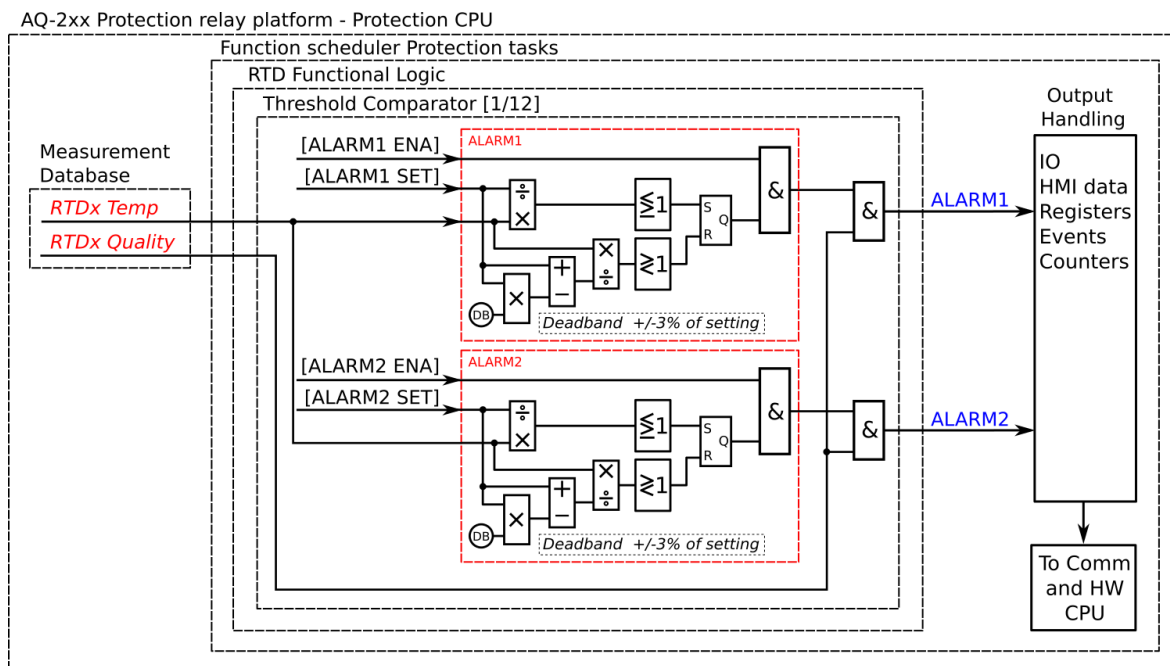 AQ-2xx Protection relay platform - Protection CPU
Function scheduler Protection tasks
RTD Functional Logic
Threshold Comparator [1/12]
Measurement
Database
RTDx Temp
RTDx Quality
[ALARM1 ENA]
[ALARM1 SET]
ALARM1
÷
×
≶1
S
R
Q
&
&
+
−
×
÷
≷1
×
DB
Deadband +/-3% of setting
ALARM1
[ALARM2 ENA]
[ALARM2 SET]
ALARM2
÷
×
≶1
S
R
Q
&
&
+
−
×
÷
≷1
×
DB
Deadband +/-3% of setting
ALARM2
Output
Handling
IO
HMI data
Registers
Events
Counters
To Comm
and HW
CPU